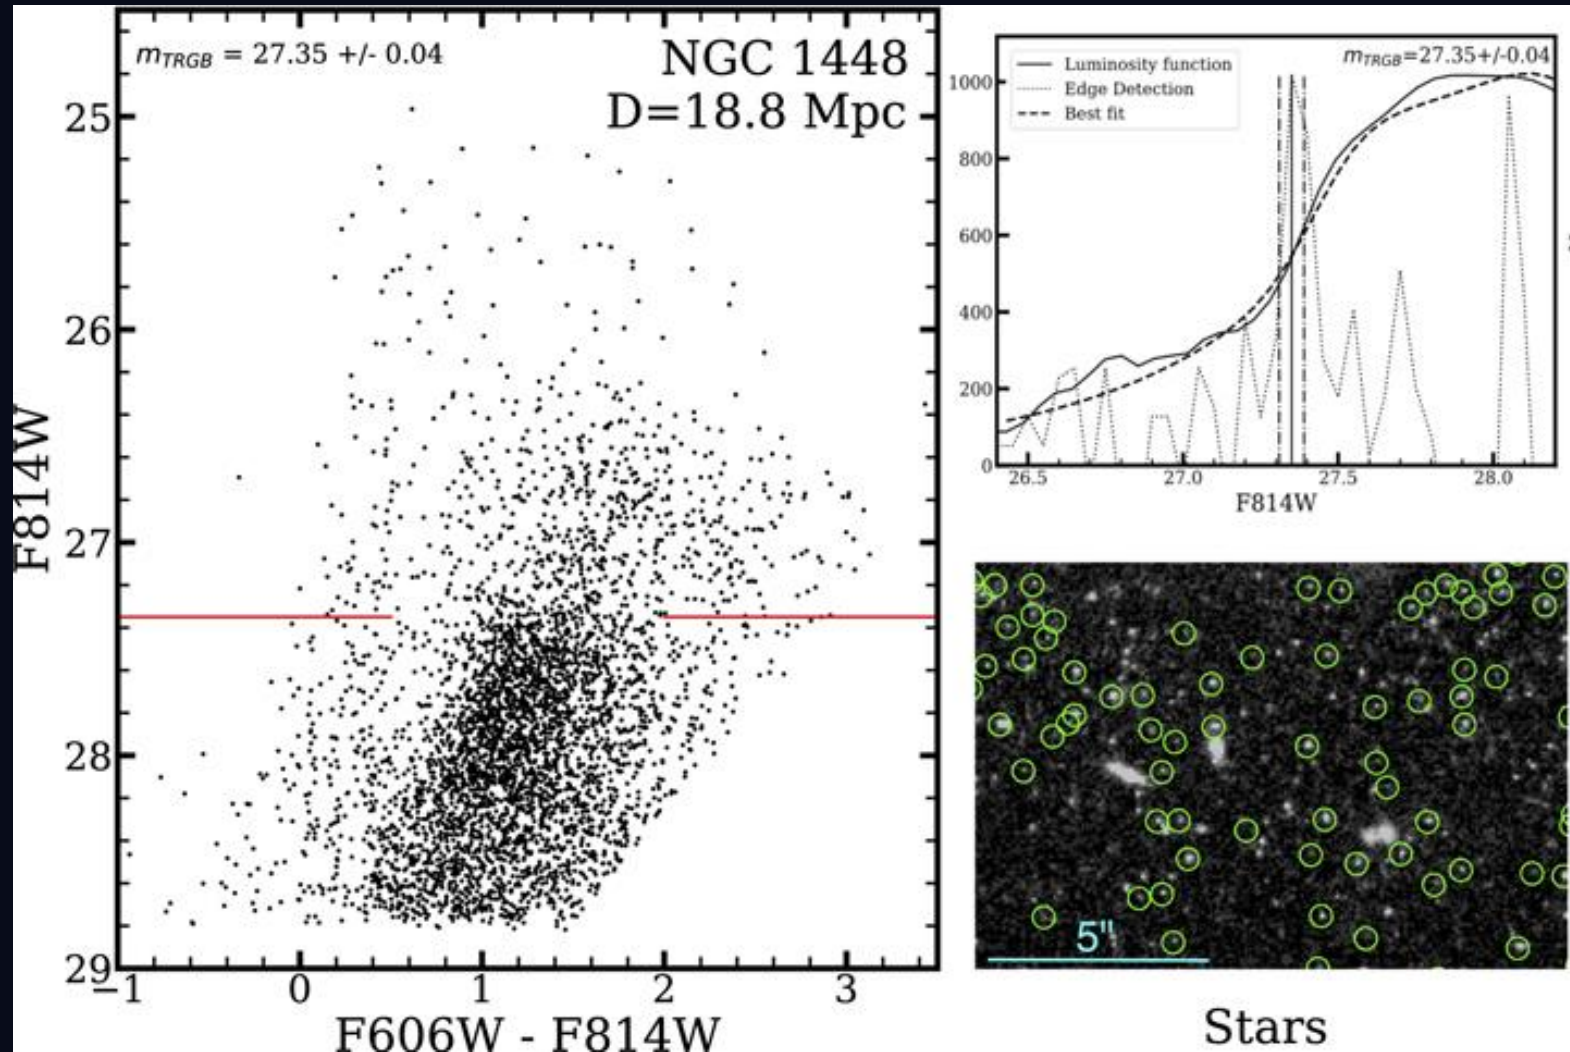 m_TRGB = 27.35 +/- 0.04
NGC 1448
D=18.8 Mpc
25
26
27
28
29
F814W
−1
0
1
2
3
F606W - F814W
m_TRGB=27.35+/-0.04
Luminosity function
Edge Detection
Best fit
1000
800
600
400
200
0
26.5
27.0
27.5
28.0
F814W
5"
Stars